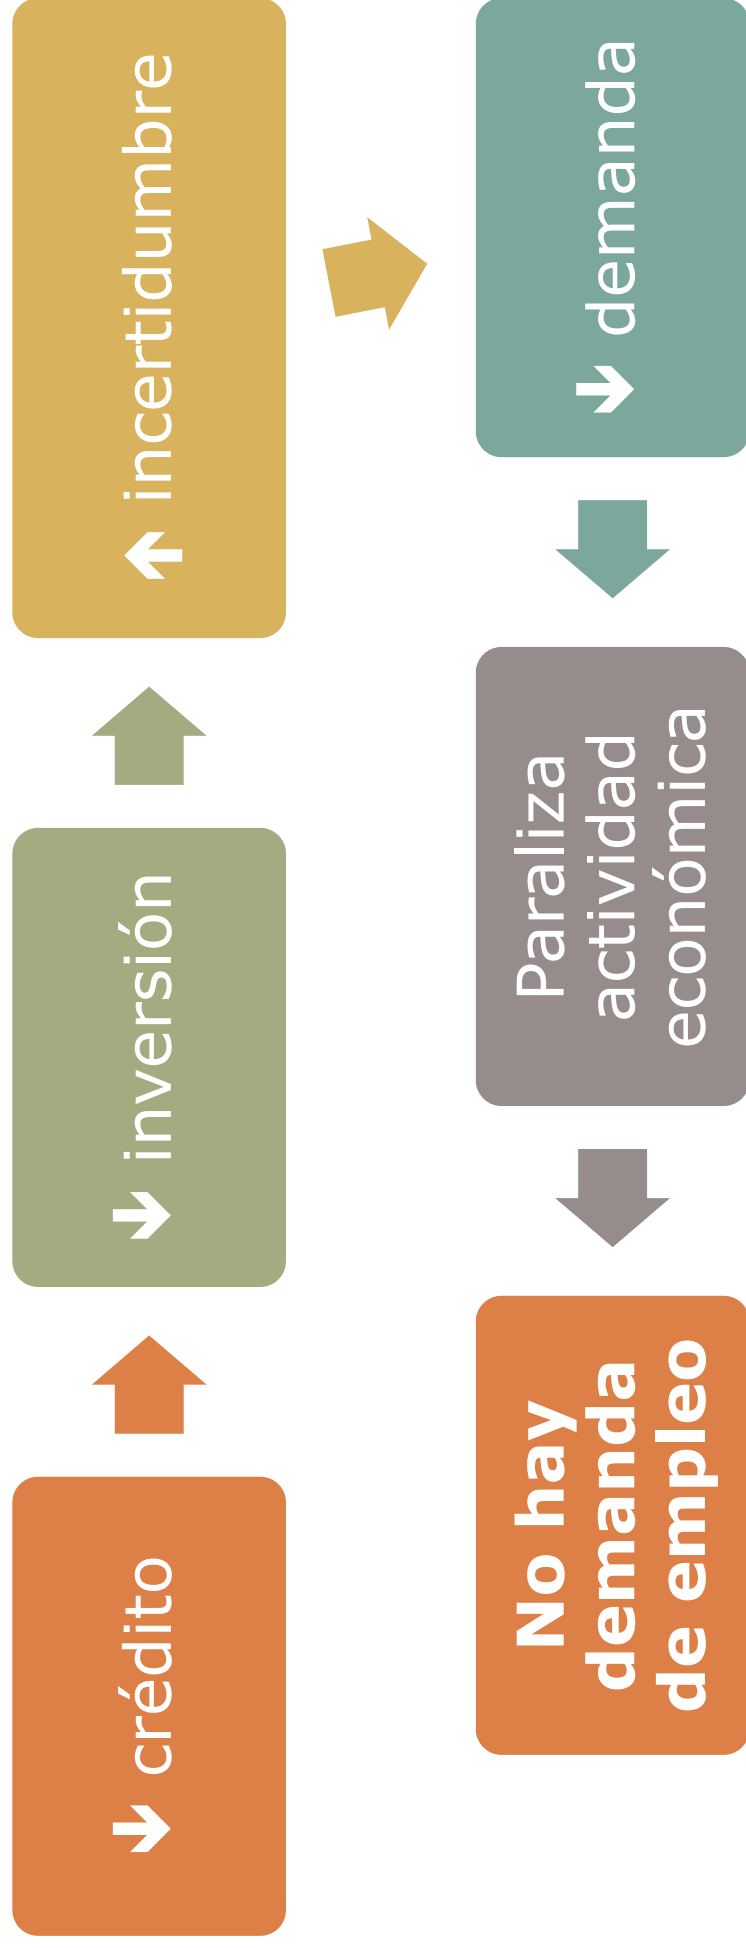 ↓ crédito
↓ inversión
↑ incertidumbre
↓ demanda
Paraliza
actividad
económica
No hay
demanda
de empleo